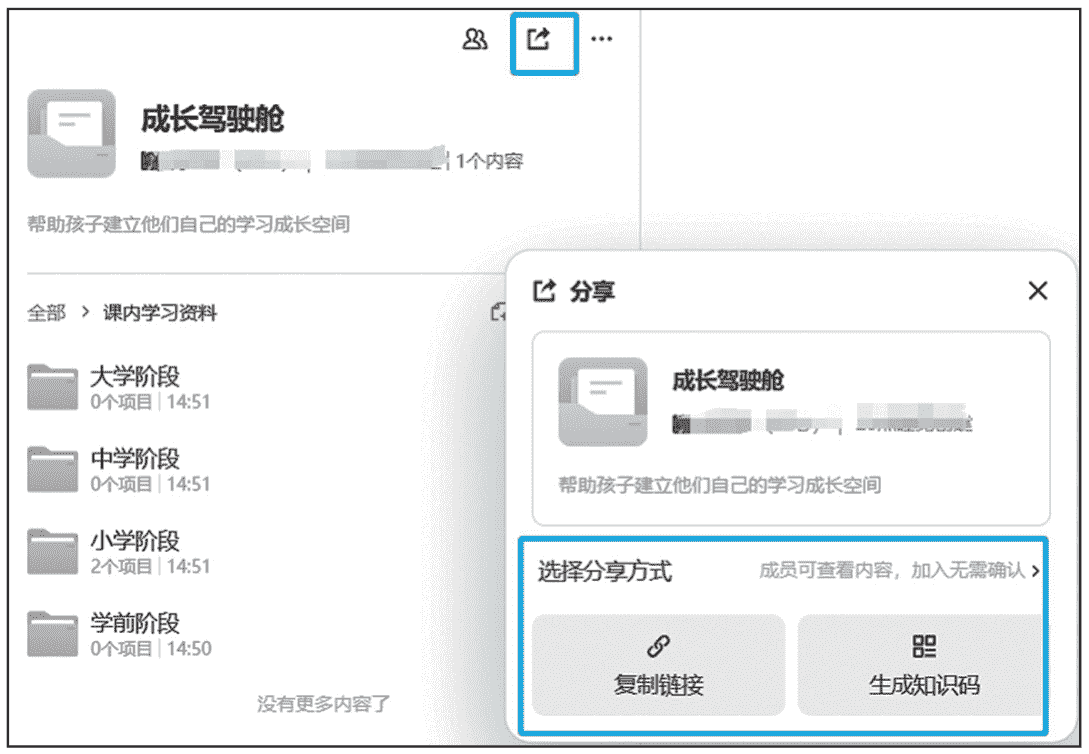 成长驾驶舱
1个内容
帮助孩子建立他们自己的学习成长空间
全部 > 课内学习资料
大学阶段
0个项目 | 14:51
中学阶段
0个项目 | 14:51
小学阶段
2个项目 | 14:51
学前阶段
0个项目 | 14:50
没有更多内容了
分享
成长驾驶舱
帮助孩子建立他们自己的学习成长空间
选择分享方式 成员可查看内容，加入无需确认 >
复制链接 生成知识码